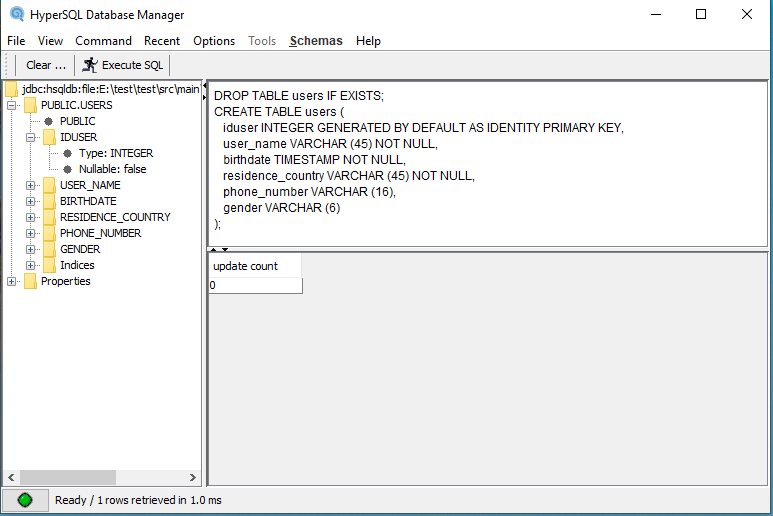 HyperSQL Database Manager
File View Command Recent Options Tools Schemas Help
Clear ... Execute SQL
jdbc:hsqldb:file:E:\test\test\src\main
PUBLIC.USERS
PUBLIC
IDUSER
Type: INTEGER
Nullable: false
USER_NAME
BIRTHDATE
RESIDENCE_COUNTRY
PHONE_NUMBER
GENDER
Indices
Properties
DROP TABLE users IF EXISTS;
CREATE TABLE users (
iduser INTEGER GENERATED BY DEFAULT AS IDENTITY PRIMARY KEY,
user_name VARCHAR (45) NOT NULL,
birthdate TIMESTAMP NOT NULL,
residence_country VARCHAR (45) NOT NULL,
phone_number VARCHAR (16),
gender VARCHAR (6)
);
update count
0
Ready / 1 rows retrieved in 1.0 ms